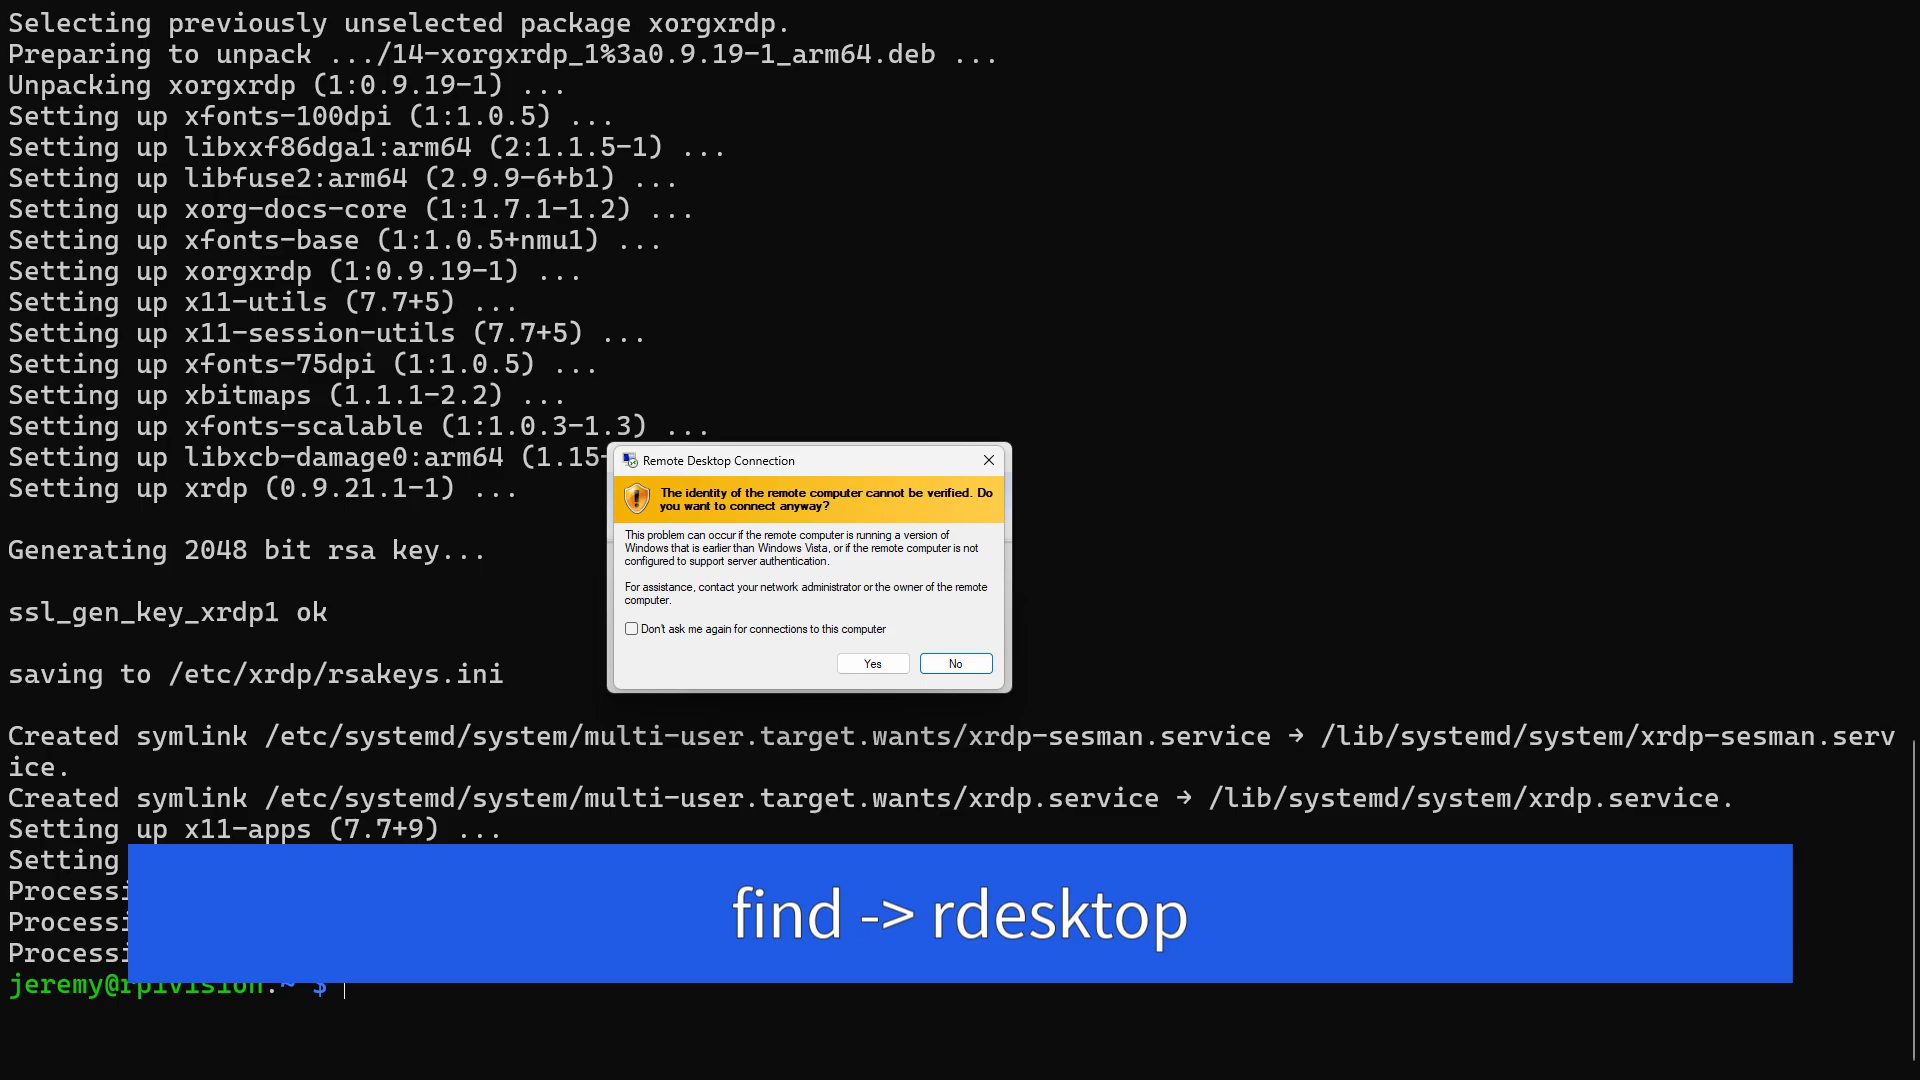 Selecting previously unselected package xorgxrdp.
Preparing to unpack .../14-xorgxrdp_1%3a0.9.19-1_arm64.deb ...
Unpacking xorgxrdp (1:0.9.19-1) ...
Setting up xfonts-100dpi (1:1.0.5) ...
Setting up libxxf86dga1:arm64 (2:1.1.5-1) ...
Setting up libfuse2:arm64 (2.9.9-6+b1) ...
Setting up xorg-docs-core (1:1.7.1-1.2) ...
Setting up xfonts-base (1:1.0.5+nmu1) ...
Setting up xorgxrdp (1:0.9.19-1) ...
Setting up x11-utils (7.7+5) ...
Setting up x11-session-utils (7.7+5) ...
Setting up xfonts-75dpi (1:1.0.5) ...
Setting up xbitmaps (1.1.1-2.2) ...
Setting up xfonts-scalable (1:1.0.3-1.3) ...
Setting up libxcb-damage0:arm64 (1.15-
Setting up xrdp (0.9.21.1-1) ...
Generating 2048 bit rsa key...
ssl_gen_key_xrdp1 ok
saving to /etc/xrdp/rsakeys.ini
Remote Desktop Connection
The identity of the remote computer cannot be verified. Do
you want to connect anyway?
This problem can occur if the remote computer is running a version of
Windows that is earlier than Windows Vista, or if the remote computer is not
configured to support server authentication.
For assistance, contact your network administrator or the owner of the remote
computer.
Don't ask me again for connections to this computer
Yes
No
Created symlink /etc/systemd/system/multi-user.target.wants/xrdp-sesman.service → /lib/systemd/system/xrdp-sesman.serv
ice.
Created symlink /etc/systemd/system/multi-user.target.wants/xrdp.service → /lib/systemd/system/xrdp.service.
Setting up x11-apps (7.7+9) ...
Setting
Processi
Processi
Processi
find -> rdesktop
jeremy@rpivision:~ $